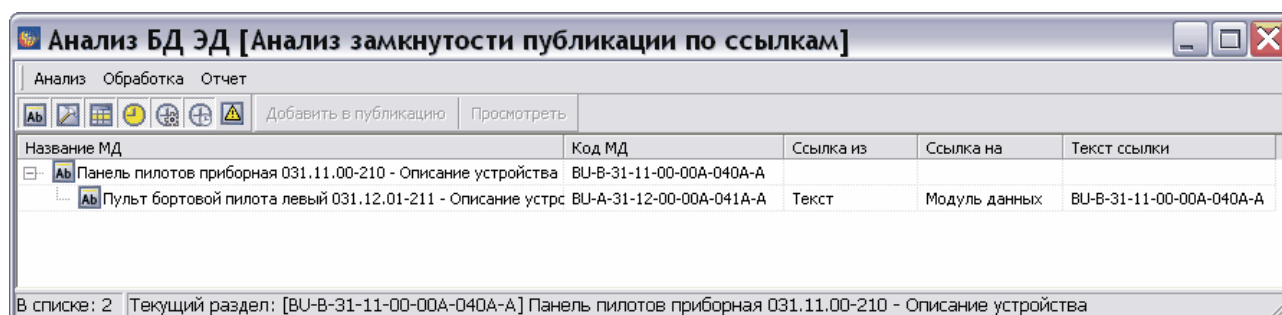 Анализ БД ЭД [Анализ замкнутости публикации по ссылкам]
Анализ Обработка Отчет
Ab Добавить в публикацию Просмотреть
Название МД Код МД Ссылка из Ссылка на Текст ссылки
Ab Панель пилотов приборная 031.11.00-210 - Описание устройства BU-B-31-11-00-00A-040A-A
Ab Пульт бортовой пилота левый 031.12.01-211 - Описание устрс BU-A-31-12-00-00A-041A-A Текст Модуль данных BU-B-31-11-00-00A-040A-A
В списке: 2 Текущий раздел: [BU-B-31-11-00-00A-040A-A] Панель пилотов приборная 031.11.00-210 - Описание устройства